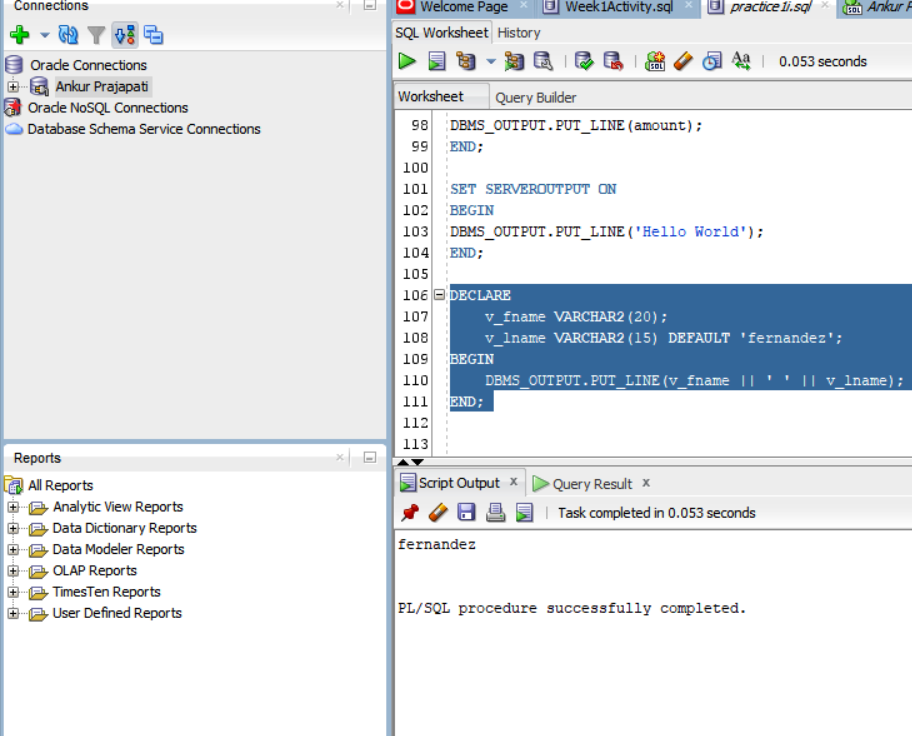 Connections
Oracle Connections
Ankur Prajapati
Oracle NoSQL Connections
Database Schema Service Connections
Reports
All Reports
Analytic View Reports
Data Dictionary Reports
Data Modeler Reports
OLAP Reports
TimesTen Reports
User Defined Reports
Welcome Page Week1Activity.sql practice1i.sql Ankur P
SQL Worksheet History
0.053 seconds
Worksheet Query Builder
98 DBMS_OUTPUT.PUT_LINE(amount);
99 END;
100
101 SET SERVEROUTPUT ON
102 BEGIN
103 DBMS_OUTPUT.PUT_LINE('Hello World');
104 END;
105
106 DECLARE
107 v_fname VARCHAR2(20);
108 v_lname VARCHAR2(15) DEFAULT 'fernandez';
109 BEGIN
110 DBMS_OUTPUT.PUT_LINE(v_fname || ' ' || v_lname);
111 END;
112
113
Script Output x Query Result x
Task completed in 0.053 seconds
fernandez
PL/SQL procedure successfully completed.